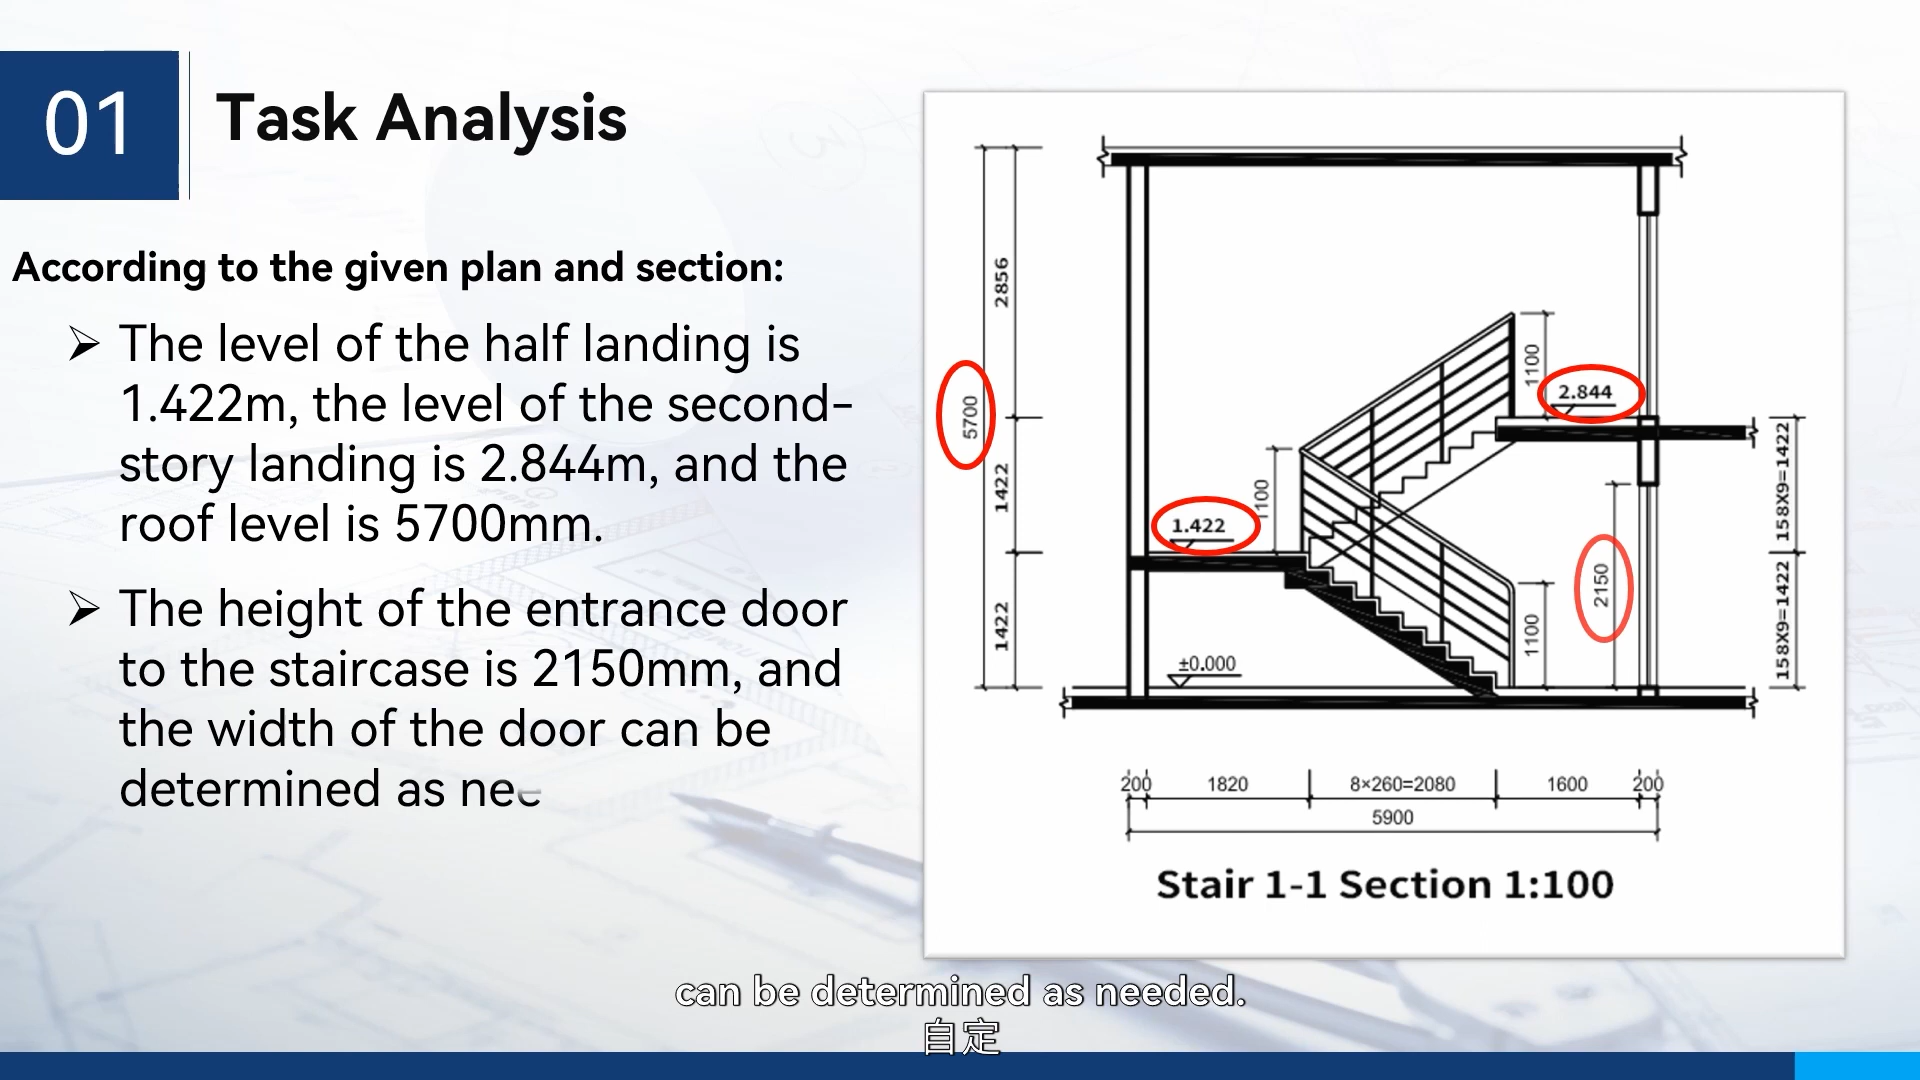 01
Task Analysis
According to the given plan and section:
➢ The level of the half landing is
1.422m, the level of the second-
story landing is 2.844m, and the
roof level is 5700mm.
➢ The height of the entrance door
to the staircase is 2150mm, and
the width of the door can be
determined as nee
2856
5700
1422
1422
1100
1.422
1100
2.844
2150
1100
±0.000
158X9=1422
158X9=1422
200 1820 8×260=2080 1600 200
5900
Stair 1-1 Section 1:100
can be determined as needed.
自定